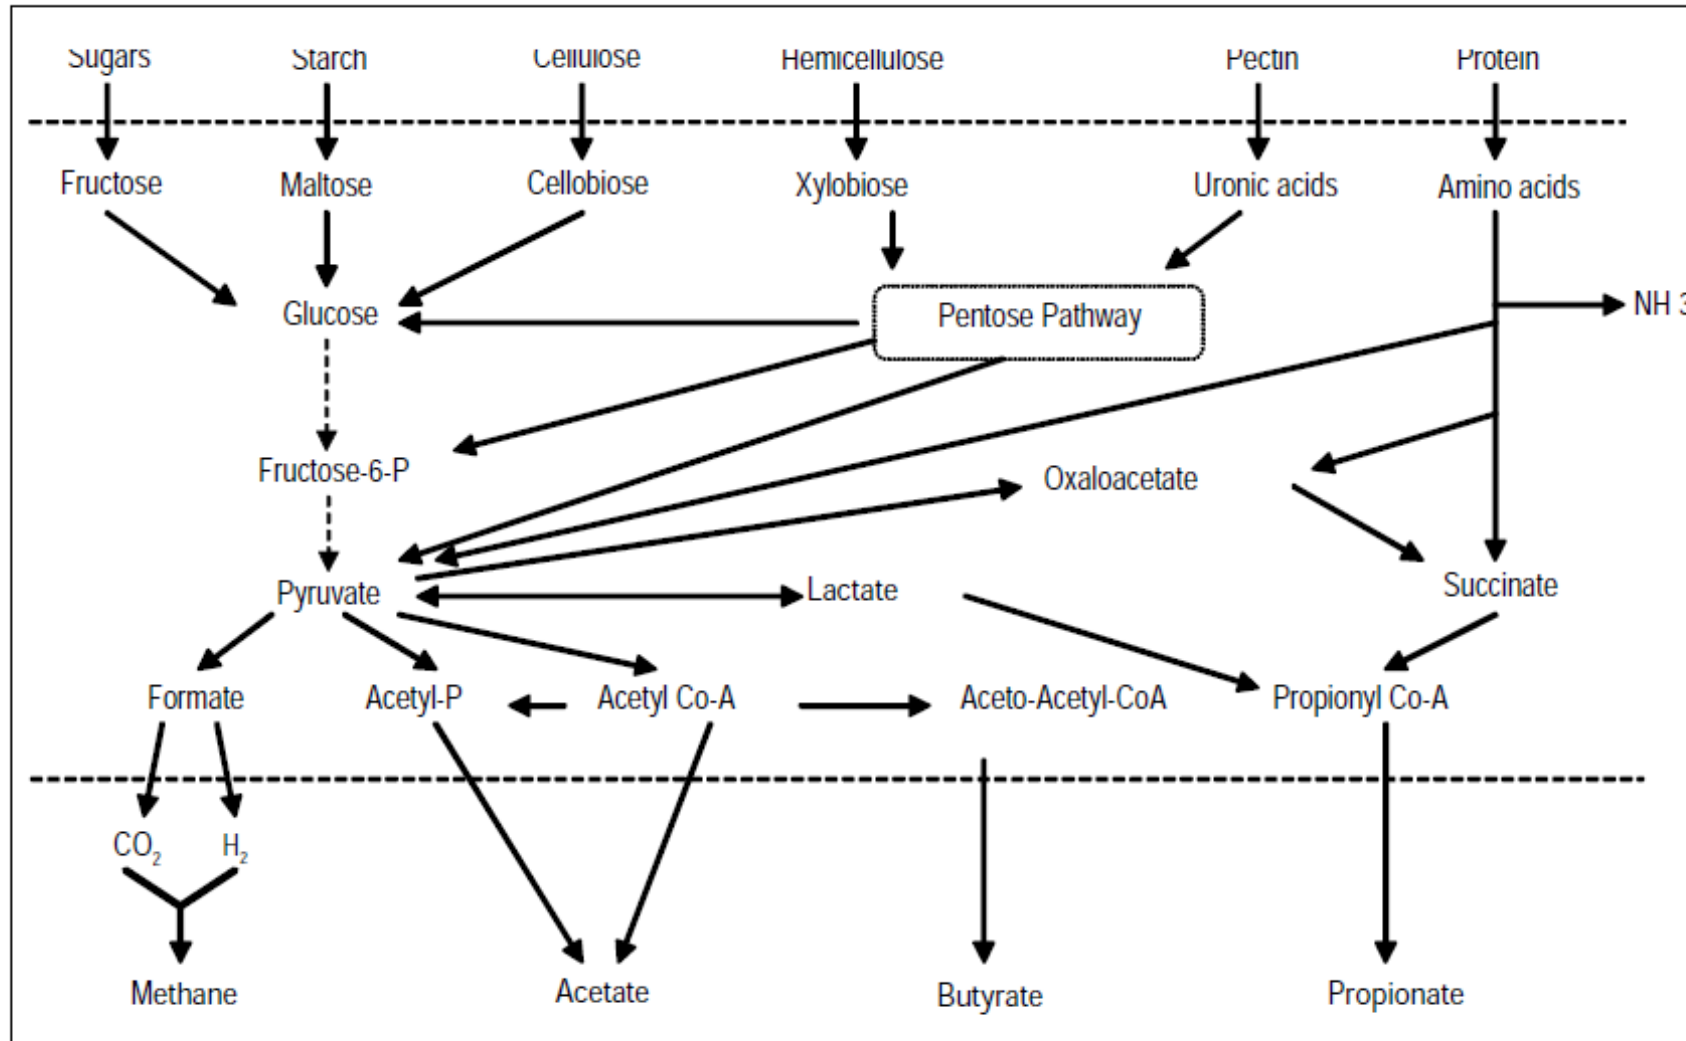 Sugars Starch Cellulose Hemicellulose Pectin Protein
Fructose Maltose Cellobiose Xylobiose Uronic acids Amino acids
Glucose Pentose Pathway NH 3
Fructose-6-P Oxaloacetate
Pyruvate Lactate Succinate
Formate Acetyl-P Acetyl Co-A Aceto-Acetyl-CoA Propionyl Co-A
CO₂ H₂
Methane Acetate Butyrate Propionate